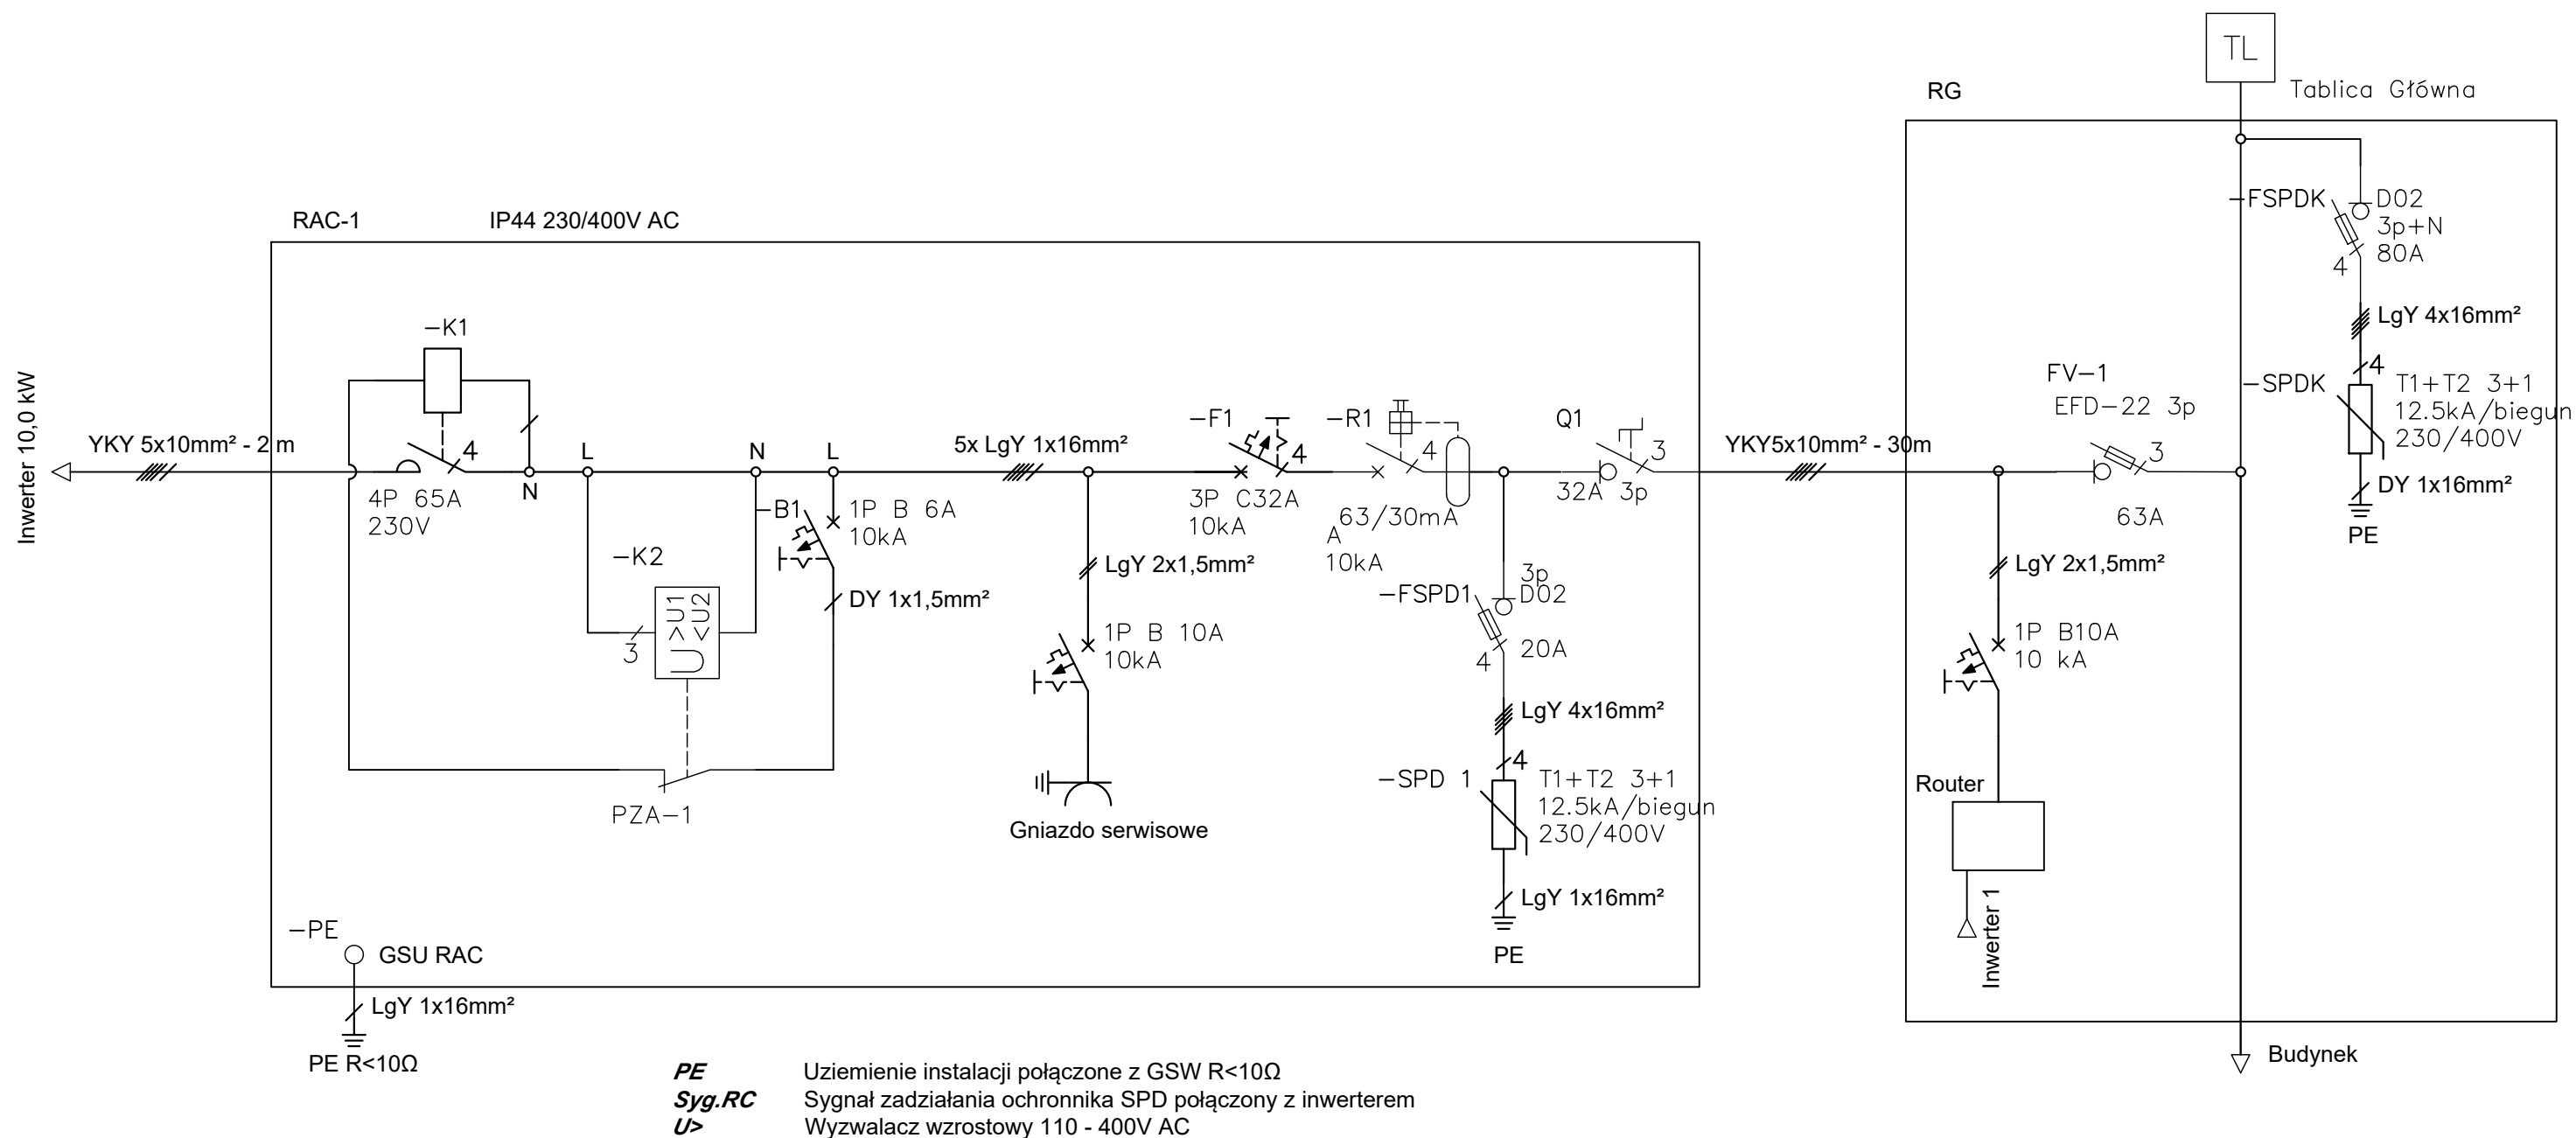 TL
Tablica Główna
RG
-FSPDK
D02
3p+N
80A
4
LgY 4x16mm²
4
-SPDK
T1+T2 3+1
12.5kA/biegun
230/400V
DY 1x16mm²
PE
FV-1
EFD-22 3p
3
63A
LgY 2x1,5mm²
1P B10A
10 kA
Router
Inwerter 1
Budynek
RAC-1
IP44 230/400V AC
Inwerter 10,0 kW
YKY 5x10mm² - 2 m
-K1
4
4P 65A
230V
N
L
N
L
-B1
1P B 6A
10kA
-K2
U >U1
<U2
3
DY 1x1,5mm²
PZA-1
5x LgY 1x16mm²
LgY 2x1,5mm²
1P B 10A
10kA
Gniazdo serwisowe
-F1
4
3P C32A
10kA
-R1
4
63/30mA
A
10kA
Q1
3
32A 3p
YKY5x10mm² - 30m
3p
-FSPD1
D02
20A
4
LgY 4x16mm²
4
-SPD 1
T1+T2 3+1
12.5kA/biegun
230/400V
LgY 1x16mm²
PE
-PE
GSU RAC
LgY 1x16mm²
PE R<10Ω
PE Uziemienie instalacji połączone z GSW R<10Ω
Syg.RC Sygnał zadziałania ochronnika SPD połączony z inwerterem
U> Wyzwalacz wzrostowy 110 - 400V AC